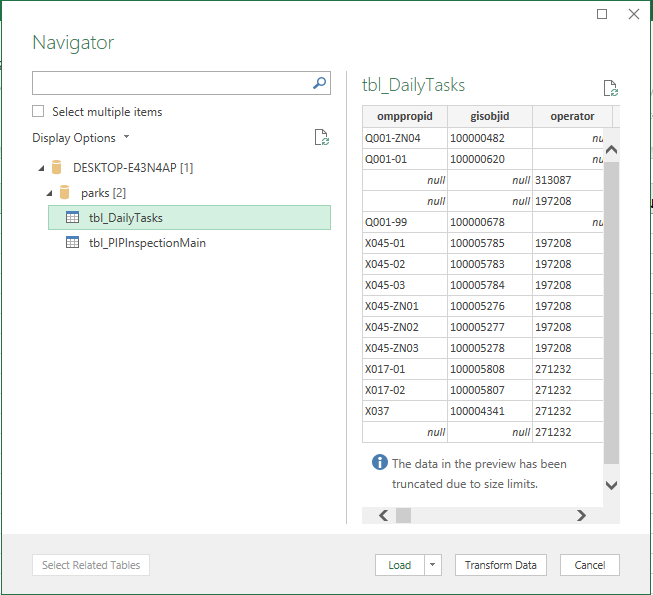 Navigator
Select multiple items
Display Options
DESKTOP-E43N4AP [1]
parks [2]
tbl_DailyTasks
tbl_PIPInspectionMain
tbl_DailyTasks
omppropid gisobjid operator
Q001-ZN04 100000482 nu
Q001-01 100000620 nu
null null 313087
null null 197208
Q001-99 100000678 nu
X045-01 100005785 197208
X045-02 100005783 197208
X045-03 100005784 197208
X045-ZN01 100005276 197208
X045-ZN02 100005277 197208
X045-ZN03 100005278 197208
X017-01 100005808 271232
X017-02 100005807 271232
X037 100004341 271232
null null 271232
The data in the preview has been
truncated due to size limits.
Select Related Tables
Load
Transform Data
Cancel